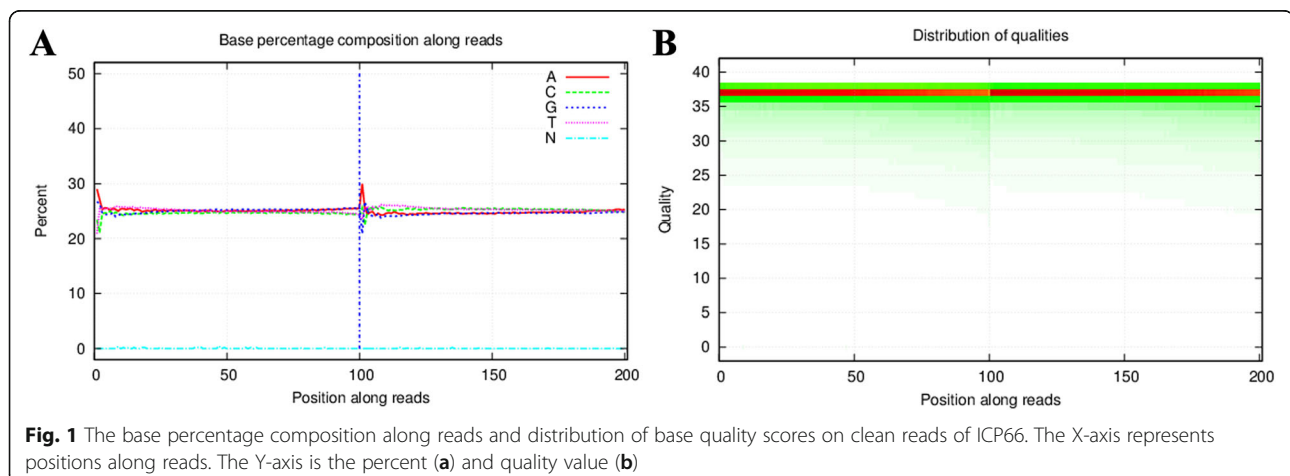 A
Base percentage composition along reads
50
40
30
20
10
0
Percent
A
C
G
T
N
0
50
100
150
200
Position along reads
B
Distribution of qualities
40
35
30
25
20
15
10
5
0
Quality
0
50
100
150
200
Position along reads
Fig. 1 The base percentage composition along reads and distribution of base quality scores on clean reads of ICP66. The X-axis represents
positions along reads. The Y-axis is the percent (a) and quality value (b)